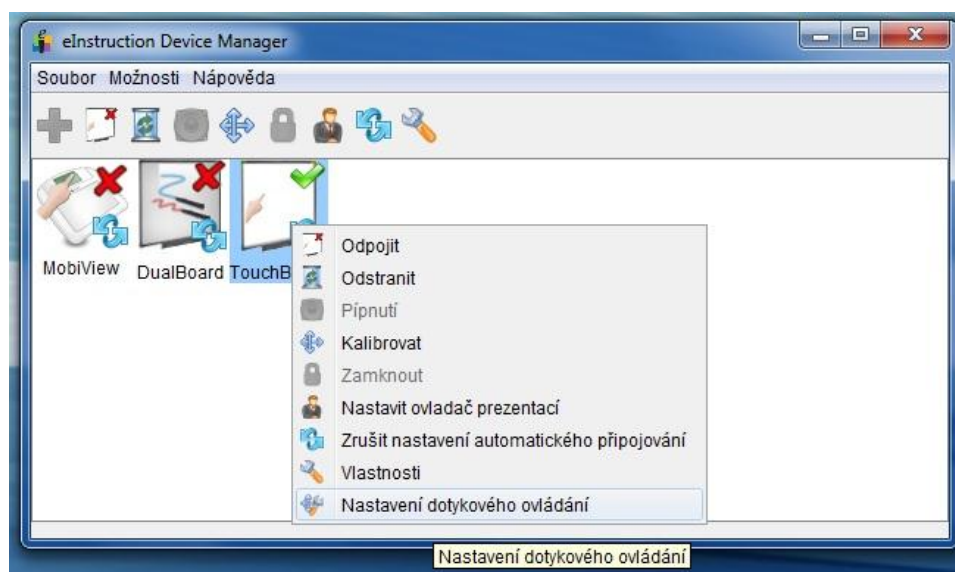 eInstruction Device Manager
Soubor Možnosti Nápověda
MobiView DualBoard TouchB
Odpojit
Odstranit
Pípnutí
Kalibrovat
Zamknout
Nastavit ovladač prezentací
Zrušit nastavení automatického připojování
Vlastnosti
Nastavení dotykového ovládání
Nastavení dotykového ovládání